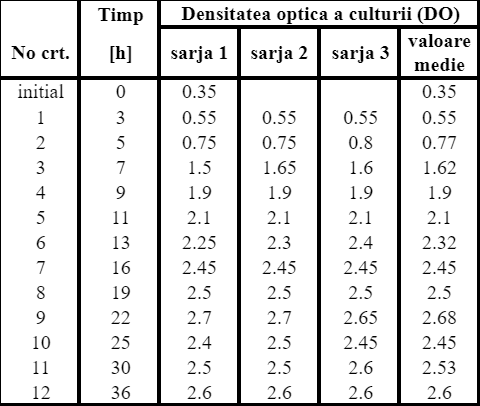 Timp Densitatea optica a culturii (DO)
No crt. [h] sarja 1 sarja 2 sarja 3 valoare medie
initial 0 0.35 0.35
1 3 0.55 0.55 0.55 0.55
2 5 0.75 0.75 0.8 0.77
3 7 1.5 1.65 1.6 1.62
4 9 1.9 1.9 1.9 1.9
5 11 2.1 2.1 2.1 2.1
6 13 2.25 2.3 2.4 2.32
7 16 2.45 2.45 2.45 2.45
8 19 2.5 2.5 2.5 2.5
9 22 2.7 2.7 2.65 2.68
10 25 2.4 2.5 2.45 2.45
11 30 2.5 2.5 2.6 2.53
12 36 2.6 2.6 2.6 2.6